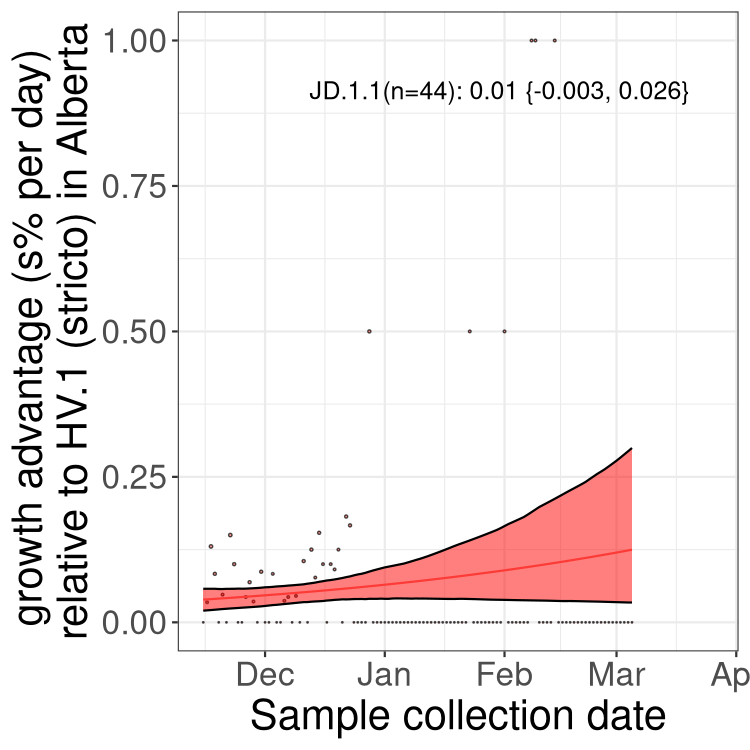 growth advantage (s% per day)
relative to HV.1 (stricto) in Alberta
1.00
0.75
0.50
0.25
0.00
JD.1.1(n=44): 0.01 {-0.003, 0.026}
Dec Jan Feb Mar Ap
Sample collection date